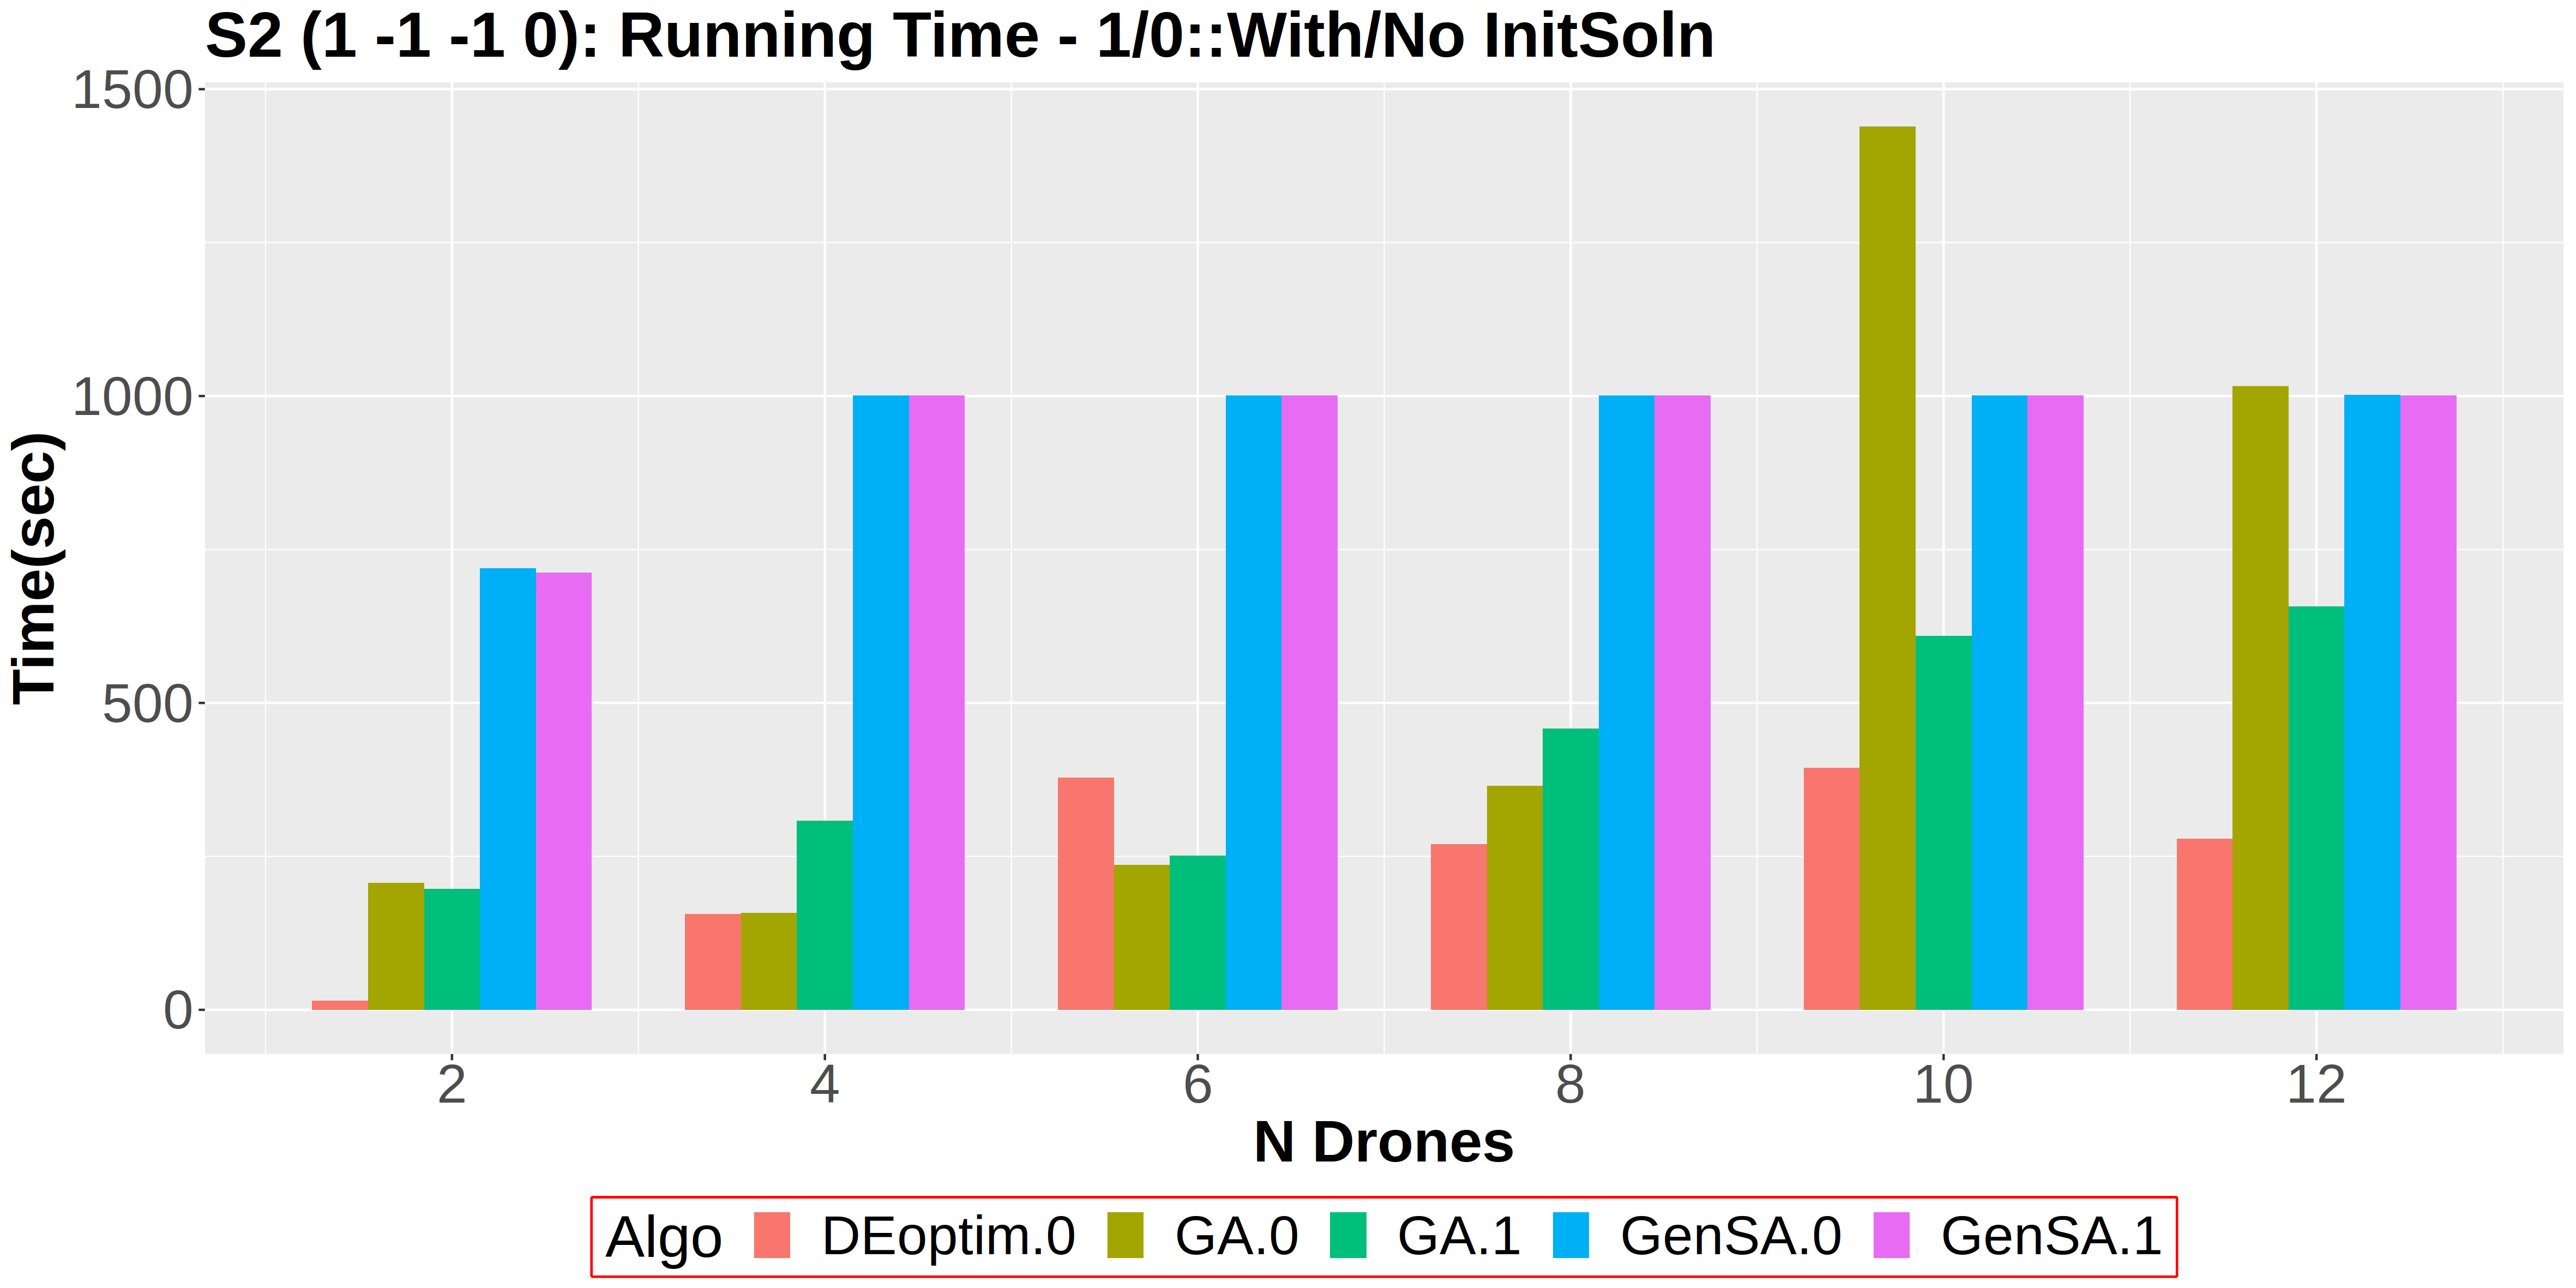 S2 (1 -1 -1 0): Running Time - 1/0::With/No InitSoln
1500
1000
500
0
Time(sec)
2 4 6 8 10 12
N Drones
Algo DEoptim.0 GA.0 GA.1 GenSA.0 GenSA.1